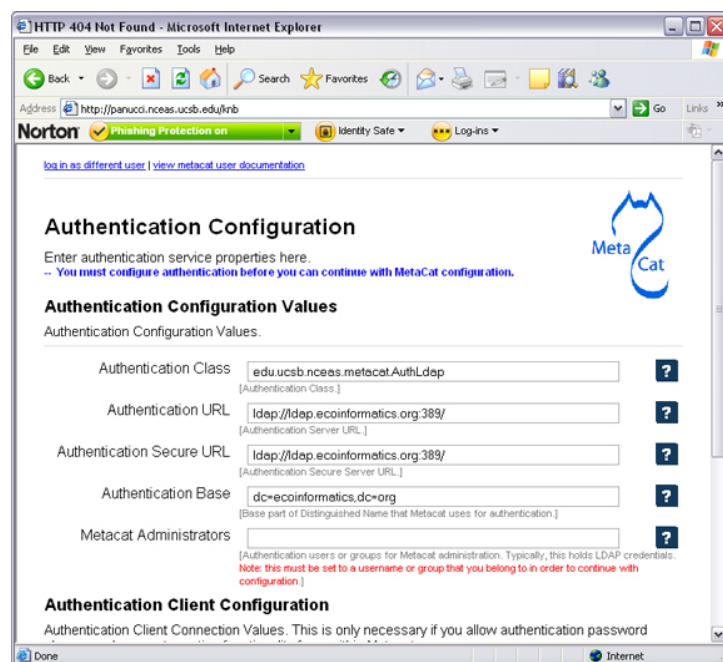 HTTP 404 Not Found - Microsoft Internet Explorer
File Edit View Favorites Tools Help
Back Search Favorites
Address http://panucci.nceas.ucsb.edu/knb Go Links »
Norton Phishing Protection on Identity Safe Log-ins
log in as different user | view metacat user documentation
Meta Cat
Authentication Configuration
Enter authentication service properties here.
-- You must configure authentication before you can continue with MetaCat configuration.
Authentication Configuration Values
Authentication Configuration Values.
Authentication Class edu.ucsb.nceas.metacat.AuthLdap ?
[Authentication Class.]
Authentication URL ldap://ldap.ecoinformatics.org:389/ ?
[Authentication Server URL.]
Authentication Secure URL ldap://ldap.ecoinformatics.org:389/ ?
[Authentication Secure Server URL.]
Authentication Base dc=ecoinformatics,dc=org ?
[Base part of Distinguished Name that Metacat uses for authentication.]
Metacat Administrators ?
[Authentication users or groups for Metacat administration. Typically, this holds LDAP credentials.
Note: this must be set to a username or group that you belong to in order to continue with
configuration.]
Authentication Client Configuration
Authentication Client Connection Values. This is only necessary if you allow authentication password
Done Internet